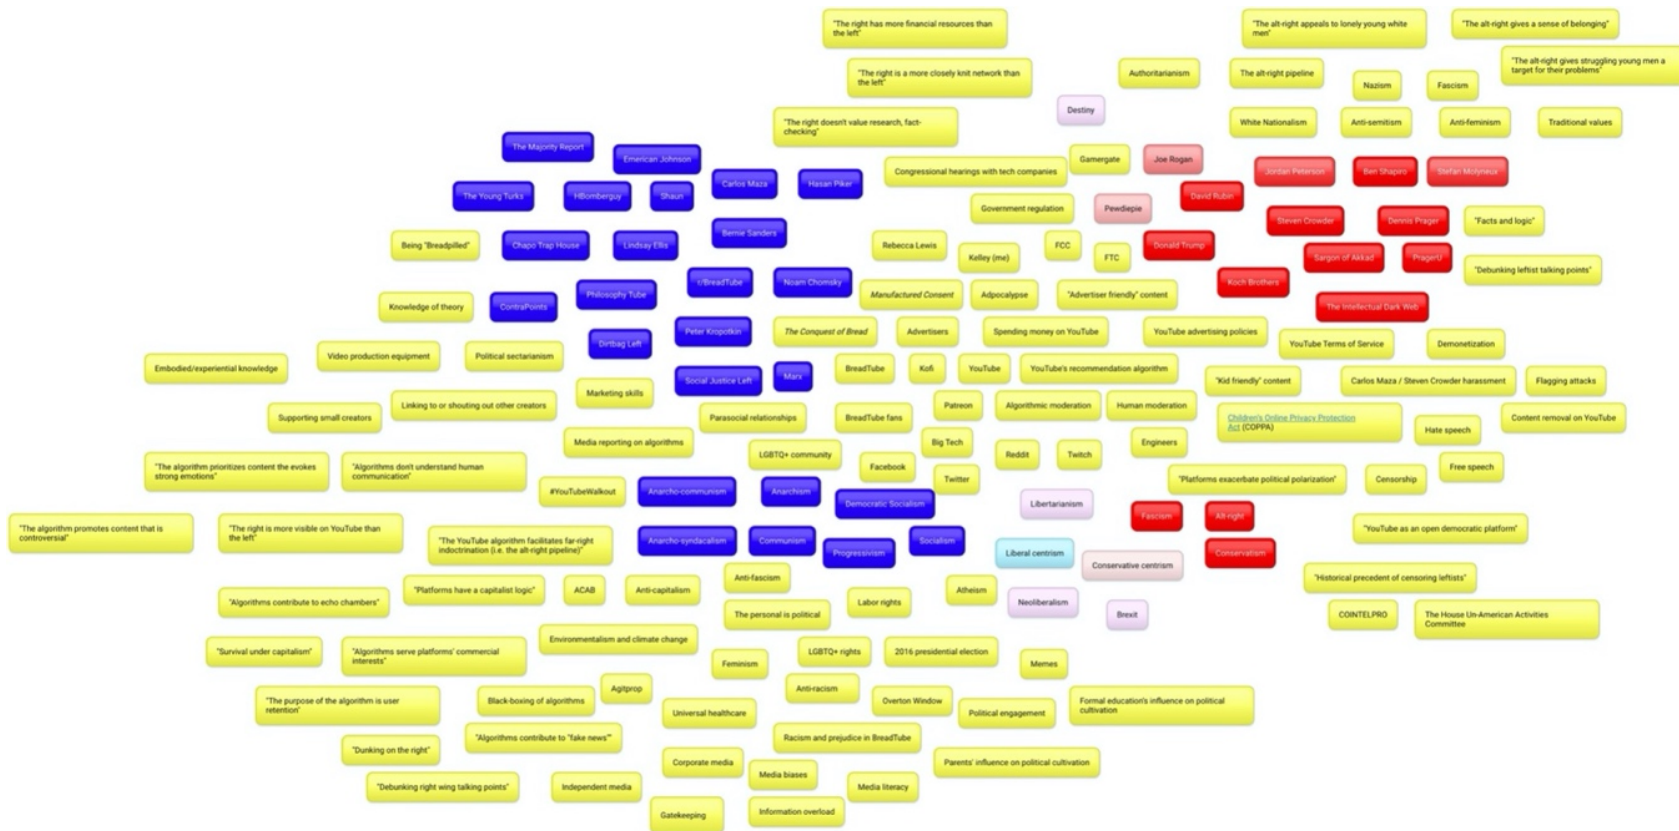 "The right has more financial resources than
the left"
"The alt-right appeals to lonely young white
men"
"The alt-right gives a sense of belonging"
"The right is a more closely knit network than
the left"
Authoritarianism
The alt-right pipeline
"The alt-right gives struggling young men a
target for their problems"
Nazism
Fascism
Destiny
"The right doesn't value research, fact-
checking"
White Nationalism
Anti-semitism
Anti-feminism
Traditional values
The Majority Report
Emerican Johnson
Gamergate
Joe Rogan
Congressional hearings with tech companies
Jordan Peterson
Ben Shapiro
Stefan Molyneux
Carlos Maza
Hasan Piker
The Young Turks
HBomberguy
Shaun
David Rubin
Government regulation
Pewdiepie
Steven Crowder
Dennis Prager
"Facts and logic"
Bernie Sanders
Being "Breadpilled"
Chapo Trap House
Lindsay Ellis
Rebecca Lewis
Kelley (me)
FCC
FTC
Donald Trump
Sargon of Akkad
PragerU
"Debunking leftist talking points"
r/BreadTube
Noam Chomsky
Koch Brothers
Knowledge of theory
ContraPoints
Philosophy Tube
Manufactured Consent
Adpocalypse
"Advertiser friendly" content
The Intellectual Dark Web
Peter Kropotkin
The Conquest of Bread
Advertisers
Spending money on YouTube
YouTube advertising policies
Dirtbag Left
YouTube Terms of Service
Demonetization
Video production equipment
Political sectarianism
Embodied/experiential knowledge
BreadTube
Kofi
YouTube
YouTube's recommendation algorithm
Social Justice Left
Marx
"Kid friendly" content
Carlos Maza / Steven Crowder harassment
Flagging attacks
Marketing skills
Linking to or shouting out other creators
Supporting small creators
Parasocial relationships
BreadTube fans
Patreon
Algorithmic moderation
Human moderation
Children's Online Privacy Protection
Act (COPPA)
Content removal on YouTube
Hate speech
Media reporting on algorithms
Big Tech
Engineers
LGBTQ+ community
Reddit
Twitch
"The algorithm prioritizes content the evokes
strong emotions"
"Algorithms don't understand human
communication"
Facebook
Twitter
"Platforms exacerbate political polarization"
Censorship
Free speech
#YouTubeWalkout
Anarcho-communism
Anarchism
Democratic Socialism
Libertarianism
Fascism
Alt-right
"The algorithm promotes content that is
controversial"
"The right is more visible on YouTube than
the left"
"YouTube as an open democratic platform"
"The YouTube algorithm facilitates far-right
indoctrination (i.e. the alt-right pipeline)"
Anarcho-syndacalism
Communism
Progressivism
Socialism
Liberal centrism
Conservative centrism
Conservatism
"Historical precedent of censoring leftists"
"Platforms have a capitalist logic"
ACAB
Anti-capitalism
Anti-fascism
"Algorithms contribute to echo chambers"
The personal is political
Labor rights
Atheism
Neoliberalism
Brexit
COINTELPRO
The House Un-American Activities
Committee
Environmentalism and climate change
"Survival under capitalism"
"Algorithms serve platforms' commercial
interests"
Feminism
LGBTQ+ rights
2016 presidential election
Memes
"The purpose of the algorithm is user
retention"
Black-boxing of algorithms
Agitprop
Anti-racism
Overton Window
Universal healthcare
Political engagement
Formal education's influence on political
cultivation
"Dunking on the right"
"Algorithms contribute to "fake news""
Racism and prejudice in BreadTube
Corporate media
Media biases
Parents' influence on political cultivation
"Debunking right wing talking points"
Independent media
Media literacy
Gatekeeping
Information overload